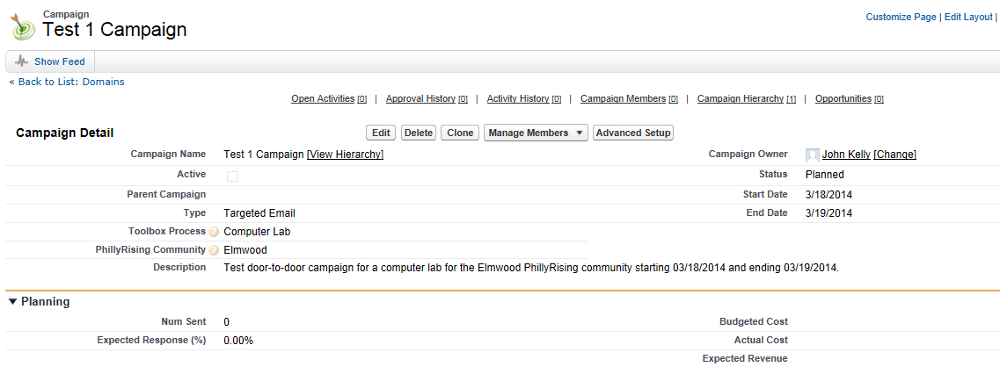 Campaign
Test 1 Campaign
Customize Page | Edit Layout |
Show Feed
« Back to List: Domains
Open Activities [0] | Approval History [0] | Activity History [0] | Campaign Members [0] | Campaign Hierarchy [1] | Opportunities [0]
Campaign Detail Edit Delete Clone Manage Members Advanced Setup
Campaign Name Test 1 Campaign [View Hierarchy] Campaign Owner John Kelly [Change]
Active Status Planned
Parent Campaign Start Date 3/18/2014
Type Targeted Email End Date 3/19/2014
Toolbox Process ? Computer Lab
PhillyRising Community ? Elmwood
Description Test door-to-door campaign for a computer lab for the Elmwood PhillyRising community starting 03/18/2014 and ending 03/19/2014.
Planning
Num Sent 0 Budgeted Cost
Expected Response (%) 0.00% Actual Cost
Expected Revenue